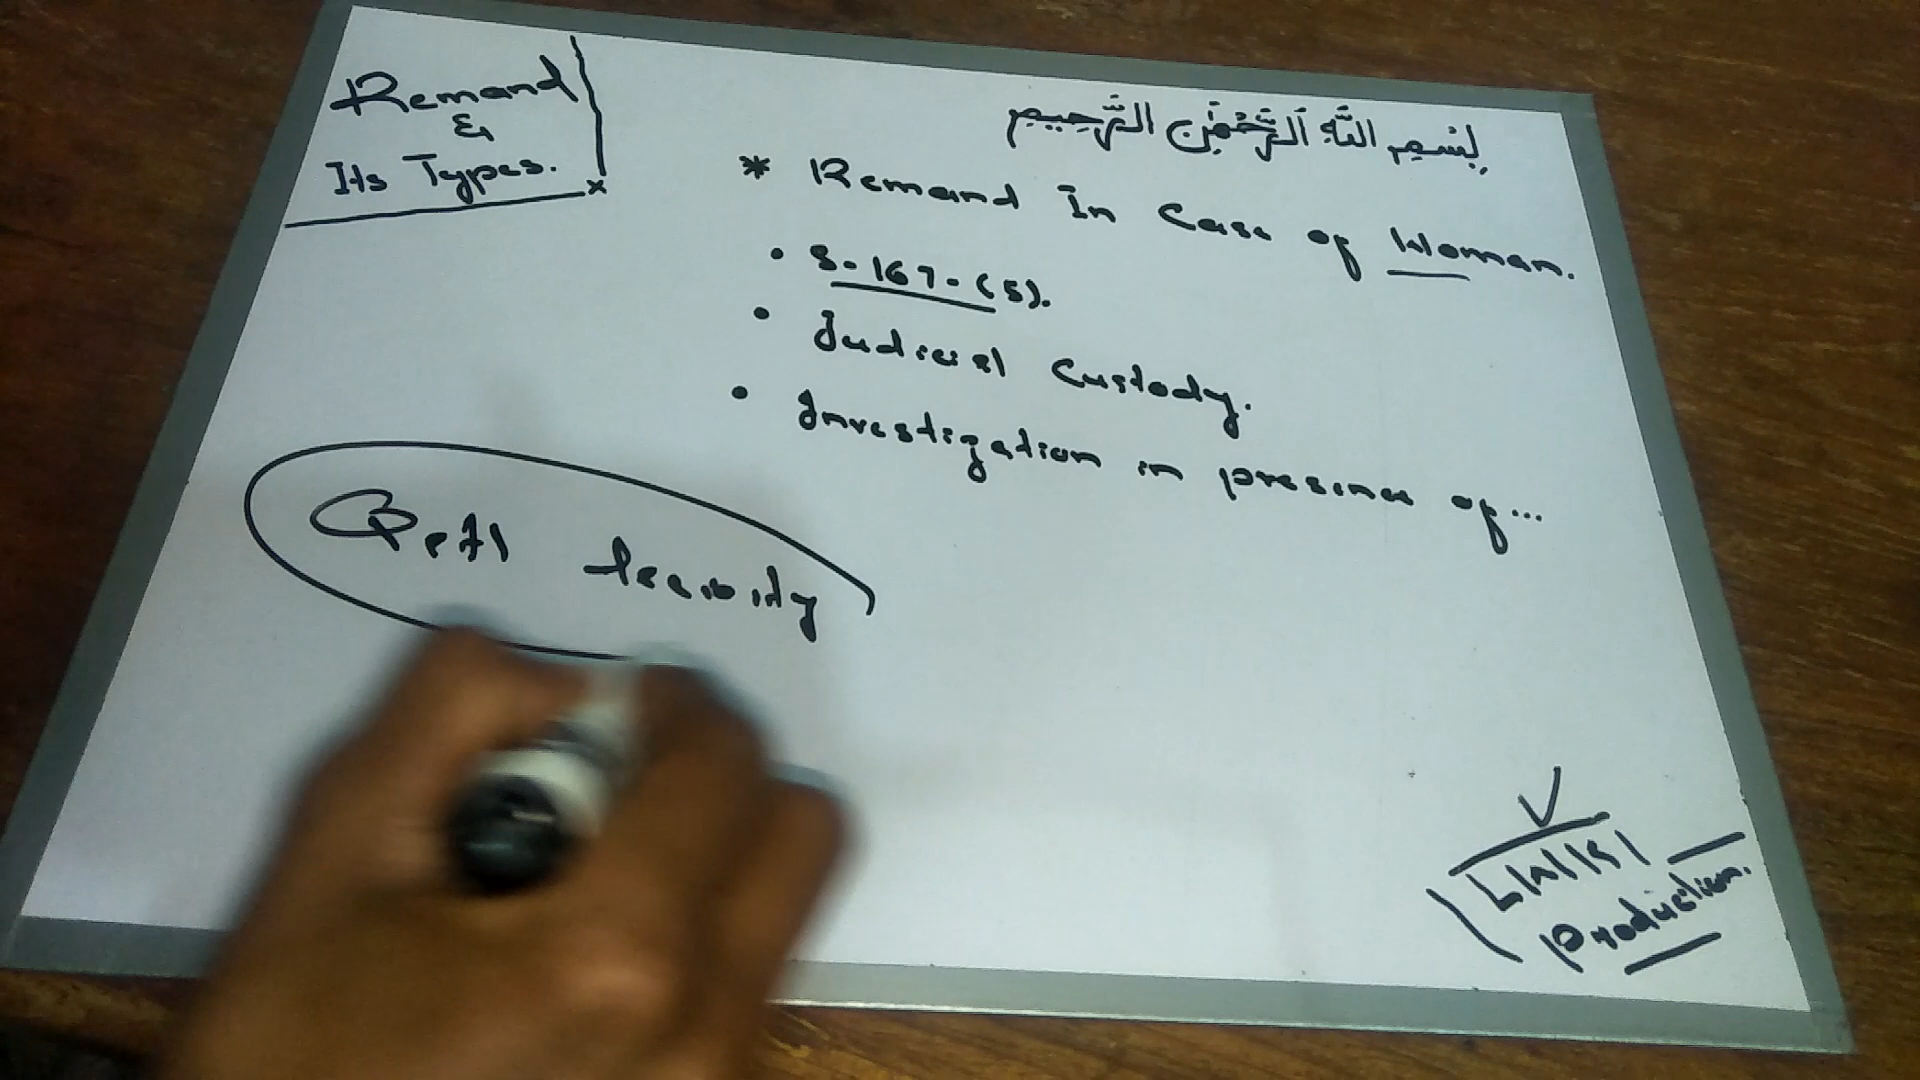 Remand
&
Its Types.
بِسْمِ اللّٰهِ الرَّحْمٰنِ الرَّحِيمِ
* Remand In Case of Woman.
• S-167-(5).
• Judicial Custody.
• Investigation in presence of...
Production.